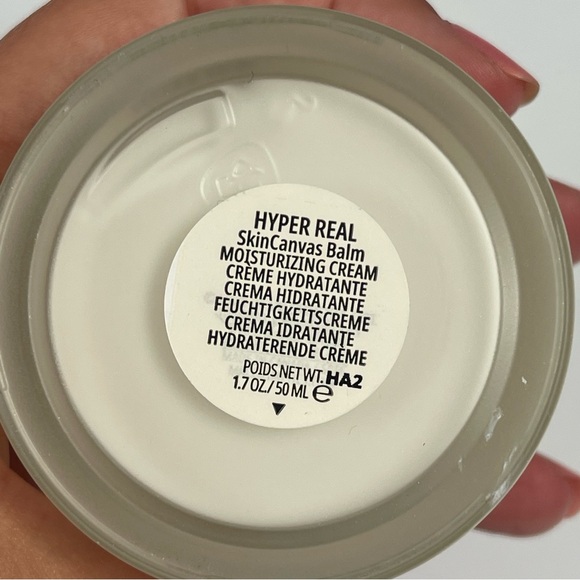 HYPER REAL
SkinCanvas Balm
MOISTURIZING CREAM
CRÈME HYDRATANTE
CREMA HIDRATANTE
FEUCHTIGKEITSCREME
CREMA IDRATANTE
HYDRATERENDE CRÈME
POIDS NET WT. HA2
1.7 OZ./50 ML ℮